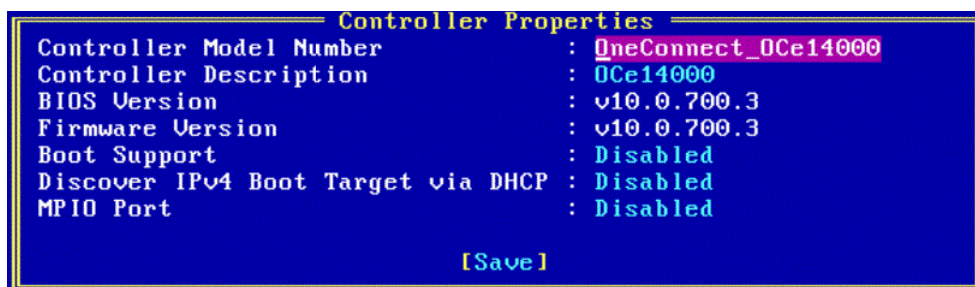 Controller Properties
Controller Model Number : OneConnect_OCe14000
Controller Description : OCe14000
BIOS Version : v10.0.700.3
Firmware Version : v10.0.700.3
Boot Support : Disabled
Discover IPv4 Boot Target via DHCP : Disabled
MPIO Port : Disabled
[Save]